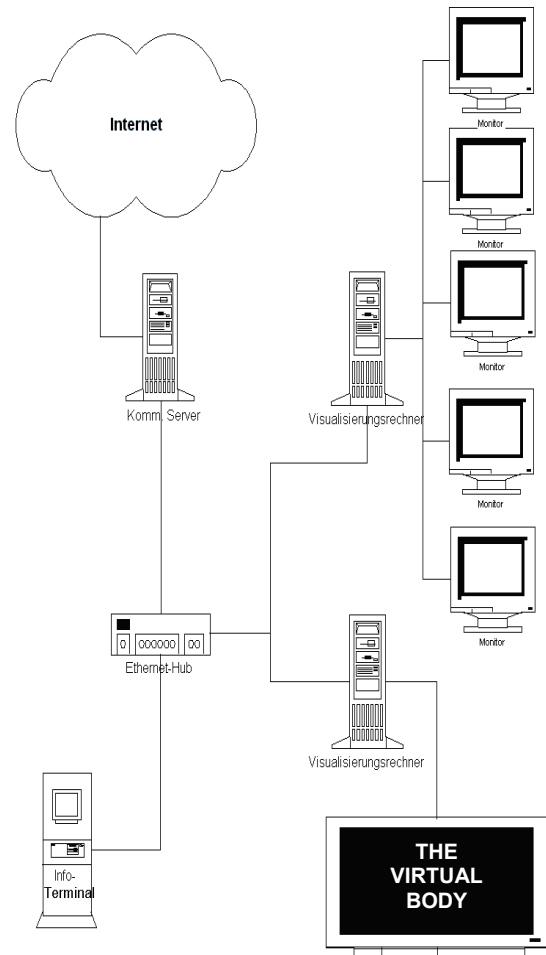 Internet
Monitor
Monitor
Monitor
Komm. Server
Visualisierungsrechner
Monitor
Monitor
Ethernet-Hub
Visualisierungsrechner
Info-
Terminal
THE
VIRTUAL
BODY